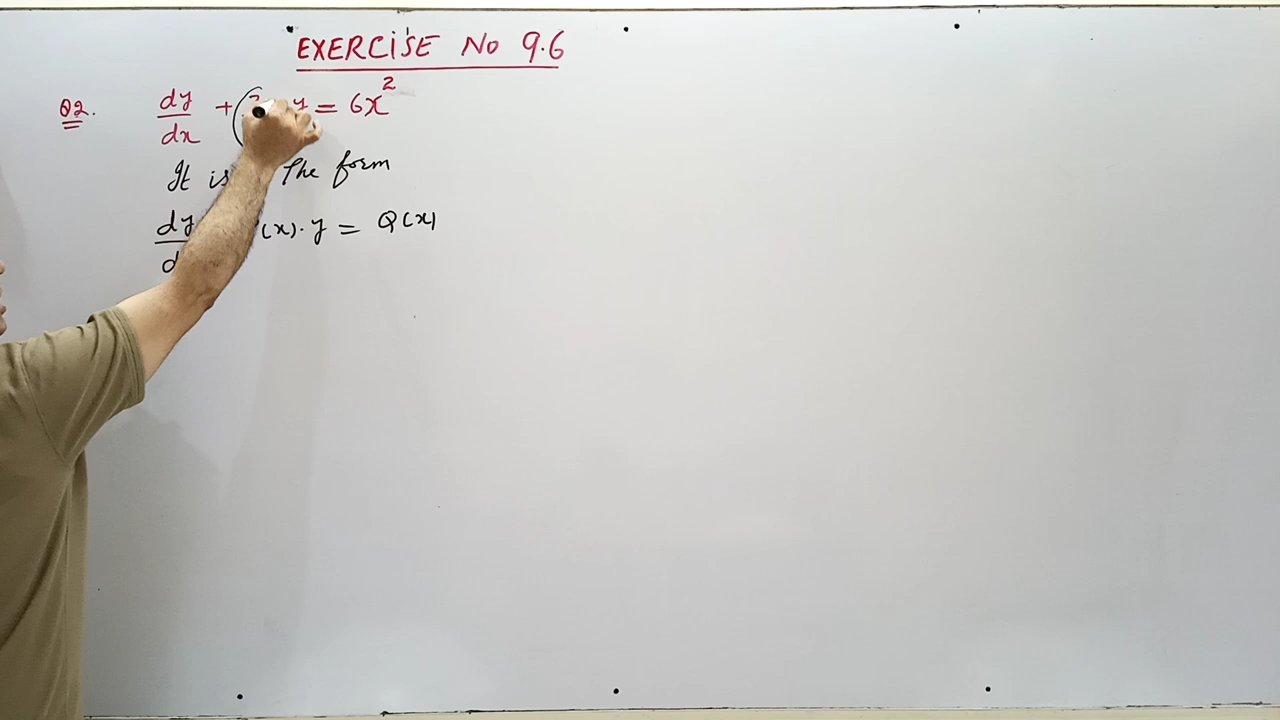 EXERCISE No 9.6
Q2. dy/dx + y = 6x²
It is The form
dy (x).y = Q(x)